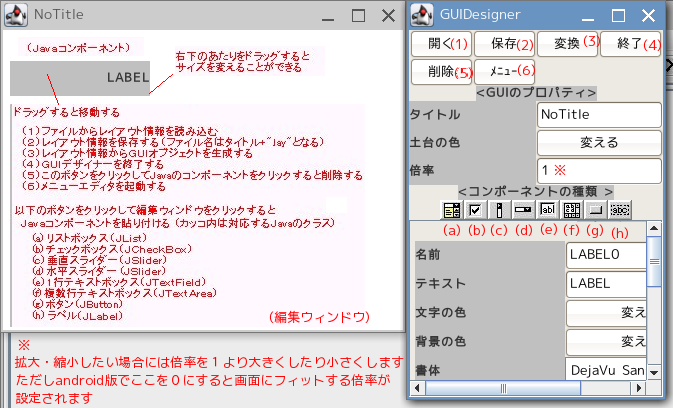 NoTitle
(Javaコンポーネント)
右下のあたりをドラッグすると
サイズを変えることができる
LABEL
ドラッグすると移動する
(1)ファイルからレイアウト情報を読み込む
(2)レイアウト情報を保存する(ファイル名はタイトル+".lay"となる)
(3)レイアウト情報からGUIオブジェクトを生成する
(4)GUIデザイナーを終了する
(5)このボタンをクリックしてJavaのコンポーネントをクリックすると削除する
(6)メニューエディタを起動する
以下のボタンをクリックして編集ウィンドウをクリックすると
Javaコンポーネントを貼り付ける(カッコ内は対応するJavaのクラス)
(a)リストボックス(JList)
(b)チェックボックス(JCheckBox)
(c)垂直スライダー(JSlider)
(d)水平スライダー(JSlider)
(e)1行テキストボックス(JTextField)
(f)複数行テキストボックス(JTextArea)
(g)ボタン(JButton)
(h)ラベル(JLabel)
(編集ウィンドウ)
※
拡大・縮小したい場合には倍率を1より大きくしたり小さくします
ただしandroid版でここを0にすると画面にフィットする倍率が
設定されます
GUIDesigner
開く(1) 保存(2) 変換(3) 終了(4)
削除(5) メニュー(6)
<GUIのプロパティ>
タイトル NoTitle
土台の色 変える
倍率 1 ※
<コンポーネントの種類>
(a) (b) (c) (d) (e) (f) (g) (h)
名前 LABEL0
テキスト LABEL
文字の色 変え
背景の色 変え
書体 DejaVu San